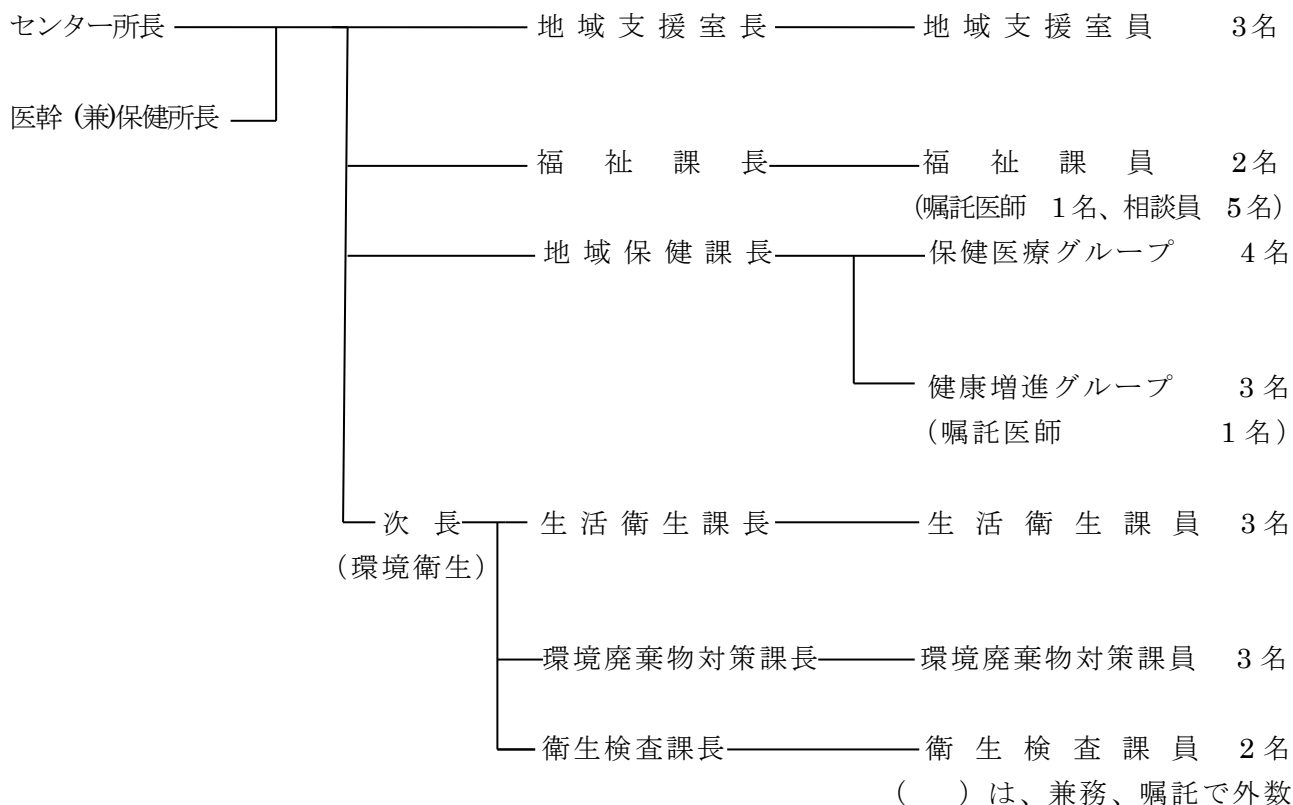 センター所長 地域支援室長 地域支援室員 3名
医幹(兼)保健所長
福祉課長 福祉課員 2名
(嘱託医師 1名、相談員 5名)
地域保健課長 保健医療グループ 4名
健康増進グループ 3名
(嘱託医師 1名)
次長 生活衛生課長 生活衛生課員 3名
(環境衛生)
環境廃棄物対策課長 環境廃棄物対策課員 3名
衛生検査課長 衛生検査課員 2名
( )は、兼務、嘱託で外数